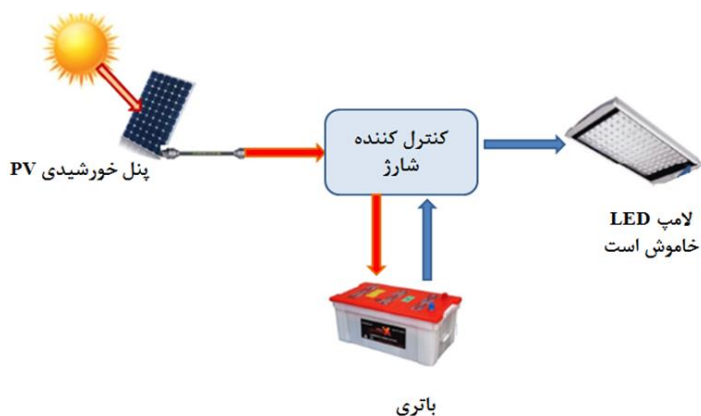 کنترل کننده
شارژ
پنل خورشیدی PV
لامپ LED
خاموش است
باتری